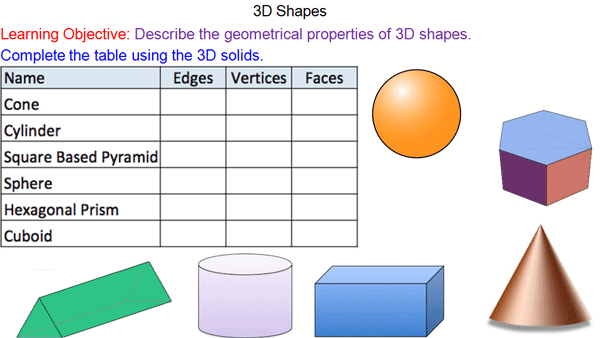 3D Shapes
Learning Objective: Describe the geometrical properties of 3D shapes.
Complete the table using the 3D solids.
Name Edges Vertices Faces
Cone
Cylinder
Square Based Pyramid
Sphere
Hexagonal Prism
Cuboid